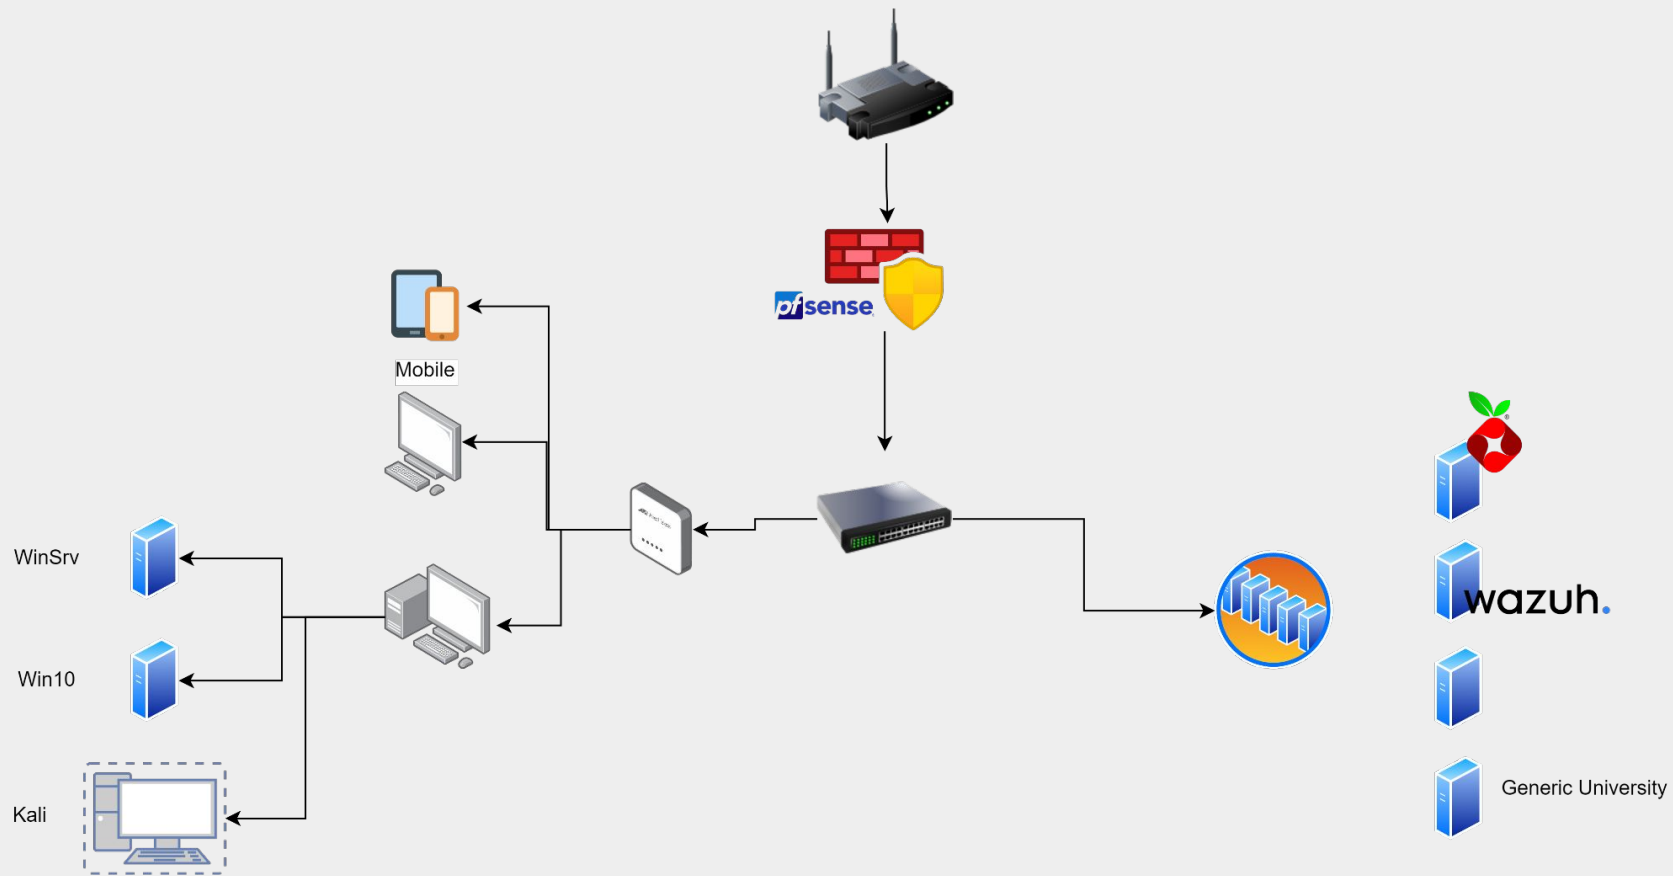 pfsense
Mobile
WinSrv
wazuh.
Win10
Generic University
Kali